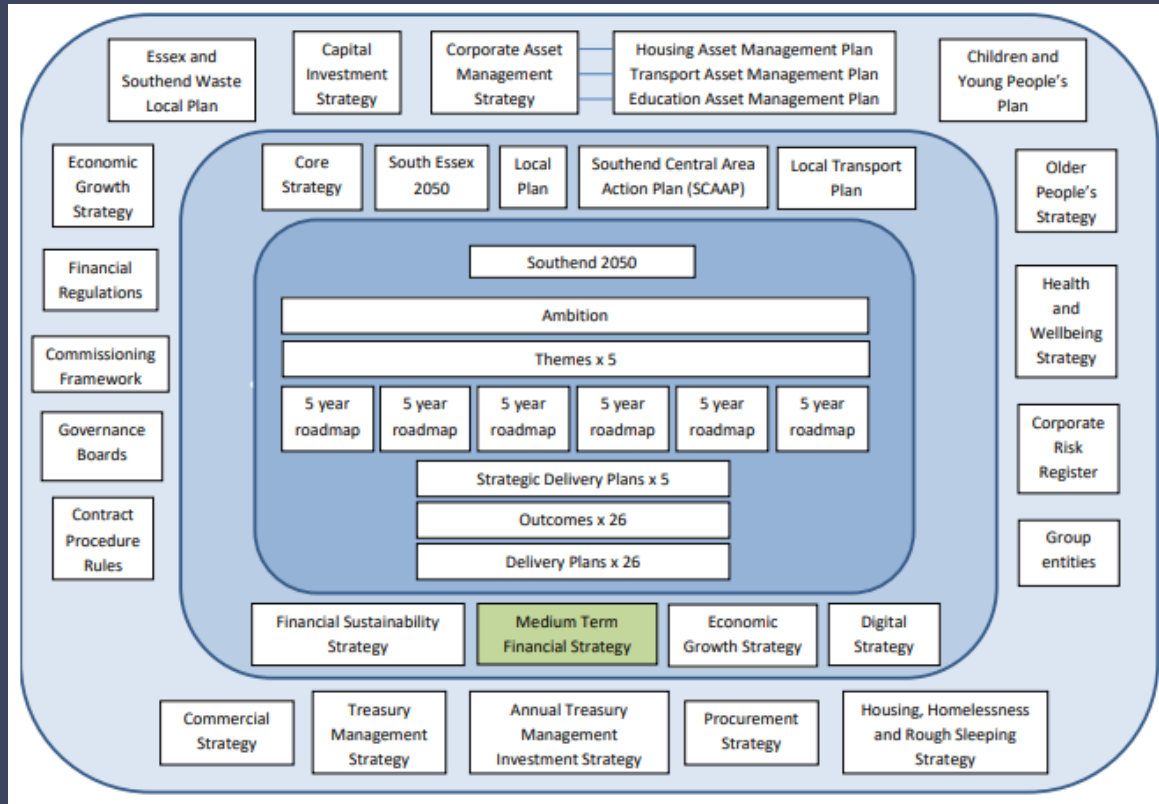 Essex and
Southend Waste
Local Plan
Capital
Investment
Strategy
Corporate Asset
Management
Strategy
Housing Asset Management Plan
Transport Asset Management Plan
Education Asset Management Plan
Children and
Young People's
Plan
Economic
Growth
Strategy
Financial
Regulations
Commissioning
Framework
Governance
Boards
Contract
Procedure
Rules
Core
Strategy
South Essex
2050
Local
Plan
Southend Central Area
Action Plan (SCAAP)
Local Transport
Plan
Older
People's
Strategy
Health
and
Wellbeing
Strategy
Corporate
Risk
Register
Group
entities
Southend 2050
Ambition
Themes x 5
5 year
roadmap
5 year
roadmap
5 year
roadmap
5 year
roadmap
5 year
roadmap
5 year
roadmap
Strategic Delivery Plans x 5
Outcomes x 26
Delivery Plans x 26
Financial Sustainability
Strategy
Medium Term
Financial Strategy
Economic
Growth Strategy
Digital
Strategy
Commercial
Strategy
Treasury
Management
Strategy
Annual Treasury
Management
Investment Strategy
Procurement
Strategy
Housing, Homelessness
and Rough Sleeping
Strategy